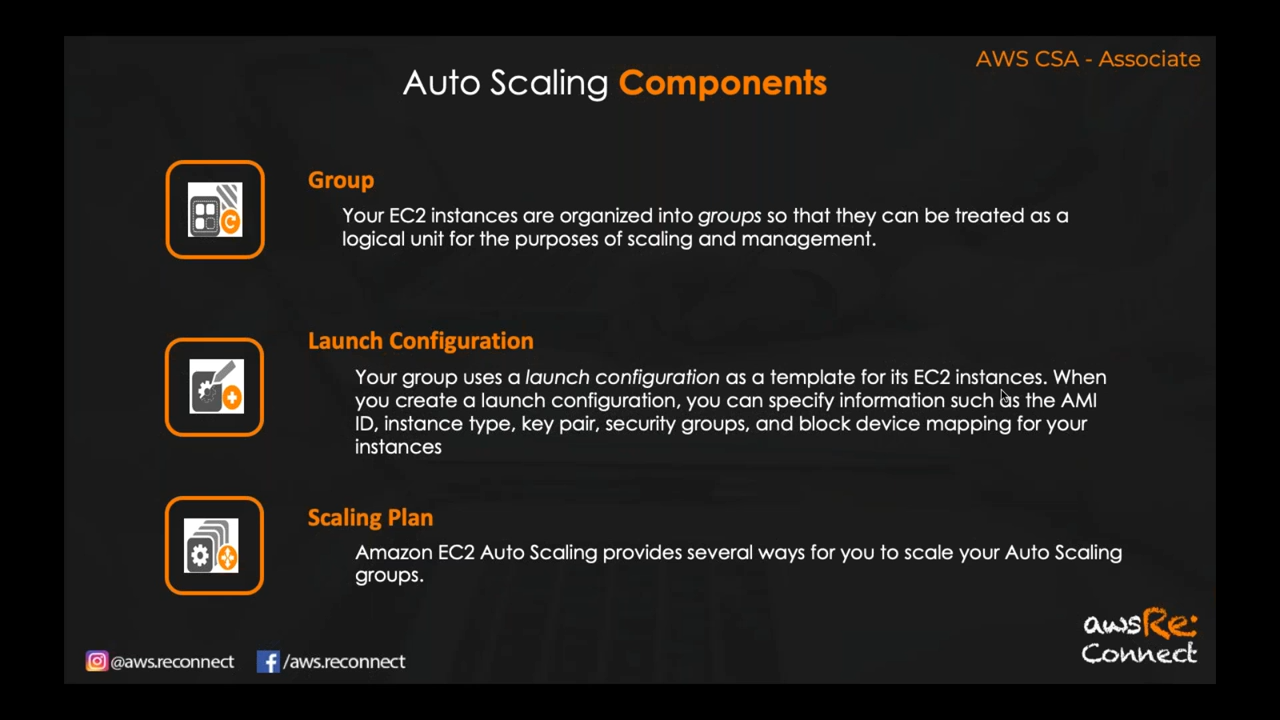 AWS CSA - Associate
Auto Scaling Components
Group
Your EC2 instances are organized into groups so that they can be treated as a
logical unit for the purposes of scaling and management.
Launch Configuration
Your group uses a launch configuration as a template for its EC2 instances. When
you create a launch configuration, you can specify information such as the AMI
ID, instance type, key pair, security groups, and block device mapping for your
instances
Scaling Plan
Amazon EC2 Auto Scaling provides several ways for you to scale your Auto Scaling
groups.
awsRe:
Connect
@aws.reconnect
/aws.reconnect